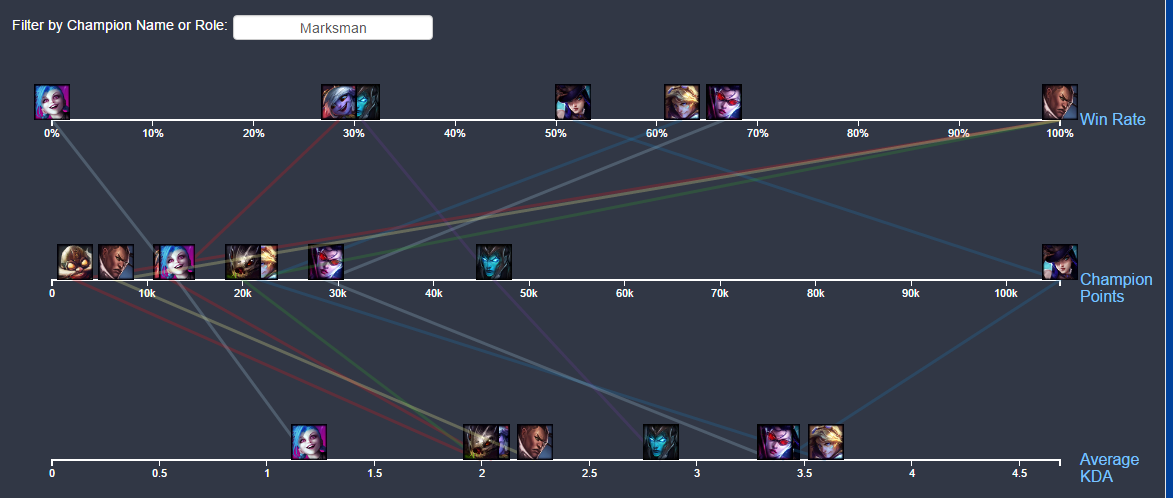 Filter by Champion Name or Role: Marksman
0% 10% 20% 30% 40% 50% 60% 70% 80% 90% 100% Win Rate
0 10k 20k 30k 40k 50k 60k 70k 80k 90k 100k Champion
Points
0 0.5 1 1.5 2 2.5 3 3.5 4 4.5 Average
KDA